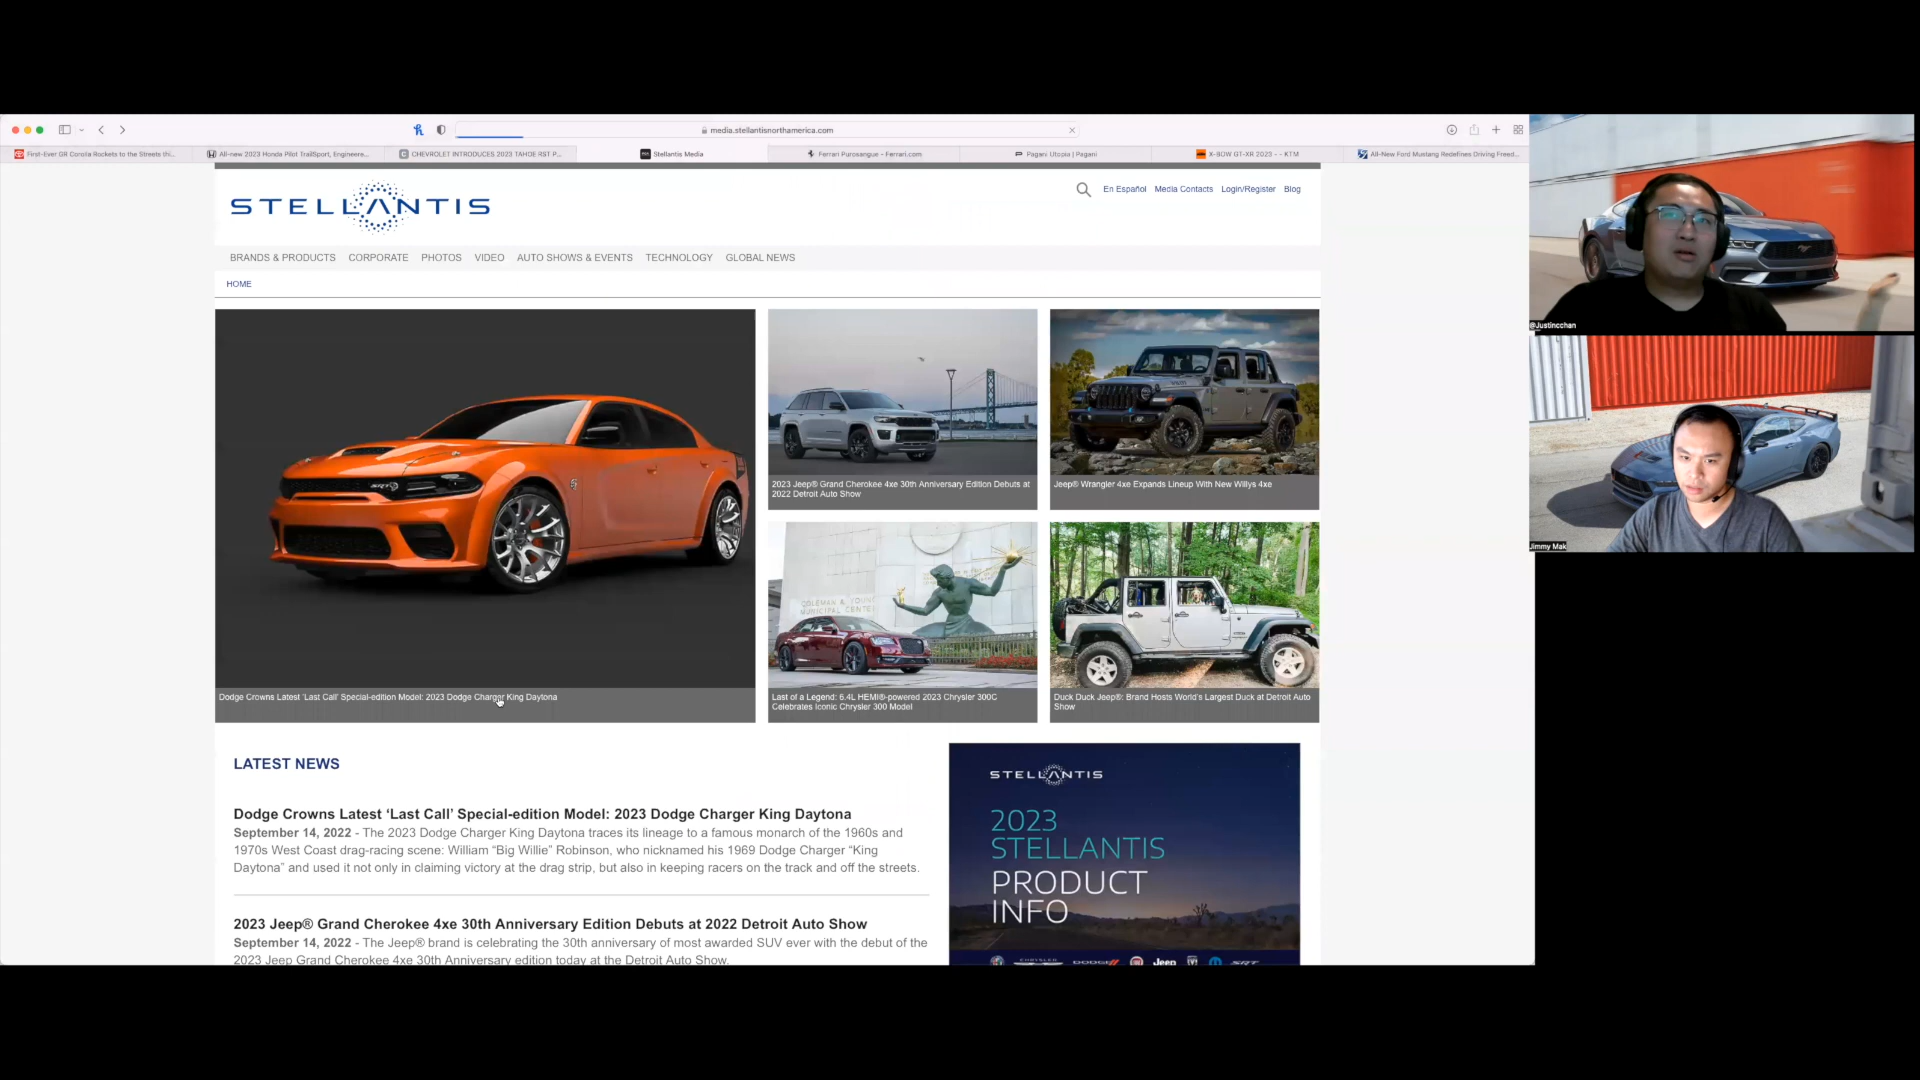 media.stellantisnorthamerica.com
First-Ever GR Corolla Rockets to the Streets thi...
All-new 2023 Honda Pilot TrailSport, Engineere...
CHEVROLET INTRODUCES 2023 TAHOE RST P...
Stellantis Media
Ferrari Purosangue - Ferrari.com
Pagani Utopia | Pagani
X-BOW GT-XR 2023 - - KTM
All-New Ford Mustang Redefines Driving Freed...
STELLANTIS
En Español Media Contacts Login/Register Blog
BRANDS & PRODUCTS CORPORATE PHOTOS VIDEO AUTO SHOWS & EVENTS TECHNOLOGY GLOBAL NEWS
HOME
@Justincchan
Jimmy Mak
2023 Jeep® Grand Cherokee 4xe 30th Anniversary Edition Debuts at
2022 Detroit Auto Show
Jeep® Wrangler 4xe Expands Lineup With New Willys 4xe
COLEMAN A. YOUNG
MUNICIPAL CENTER
Dodge Crowns Latest 'Last Call' Special-edition Model: 2023 Dodge Charger King Daytona
Last of a Legend: 6.4L HEMI®-powered 2023 Chrysler 300C
Celebrates Iconic Chrysler 300 Model
Duck Duck Jeep®: Brand Hosts World's Largest Duck at Detroit Auto
Show
LATEST NEWS
Dodge Crowns Latest ‘Last Call’ Special-edition Model: 2023 Dodge Charger King Daytona
September 14, 2022 - The 2023 Dodge Charger King Daytona traces its lineage to a famous monarch of the 1960s and
1970s West Coast drag-racing scene: William “Big Willie” Robinson, who nicknamed his 1969 Dodge Charger “King
Daytona” and used it not only in claiming victory at the drag strip, but also in keeping racers on the track and off the streets.
2023 Jeep® Grand Cherokee 4xe 30th Anniversary Edition Debuts at 2022 Detroit Auto Show
September 14, 2022 - The Jeep® brand is celebrating the 30th anniversary of most awarded SUV ever with the debut of the
2023 Jeep Grand Cherokee 4xe 30th Anniversary edition today at the Detroit Auto Show.
STELLANTIS
2023
STELLANTIS
PRODUCT
INFO
CHRYSLER DODGE Jeep SRT